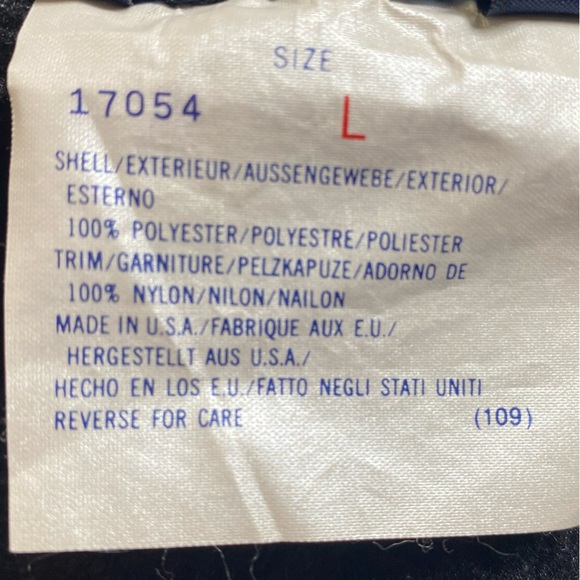 SIZE
17054 L
SHELL/EXTERIEUR/AUSSENGEWEBE/EXTERIOR/
ESTERNO
100% POLYESTER/POLYESTRE/POLIESTER
TRIM/GARNITURE/PELZKAPUZE/ADORNO DE
100% NYLON/NILON/NAILON
MADE IN U.S.A./FABRIQUE AUX E.U./
HERGESTELLT AUS U.S.A./
HECHO EN LOS E.U./FATTO NEGLI STATI UNITI
REVERSE FOR CARE (109)